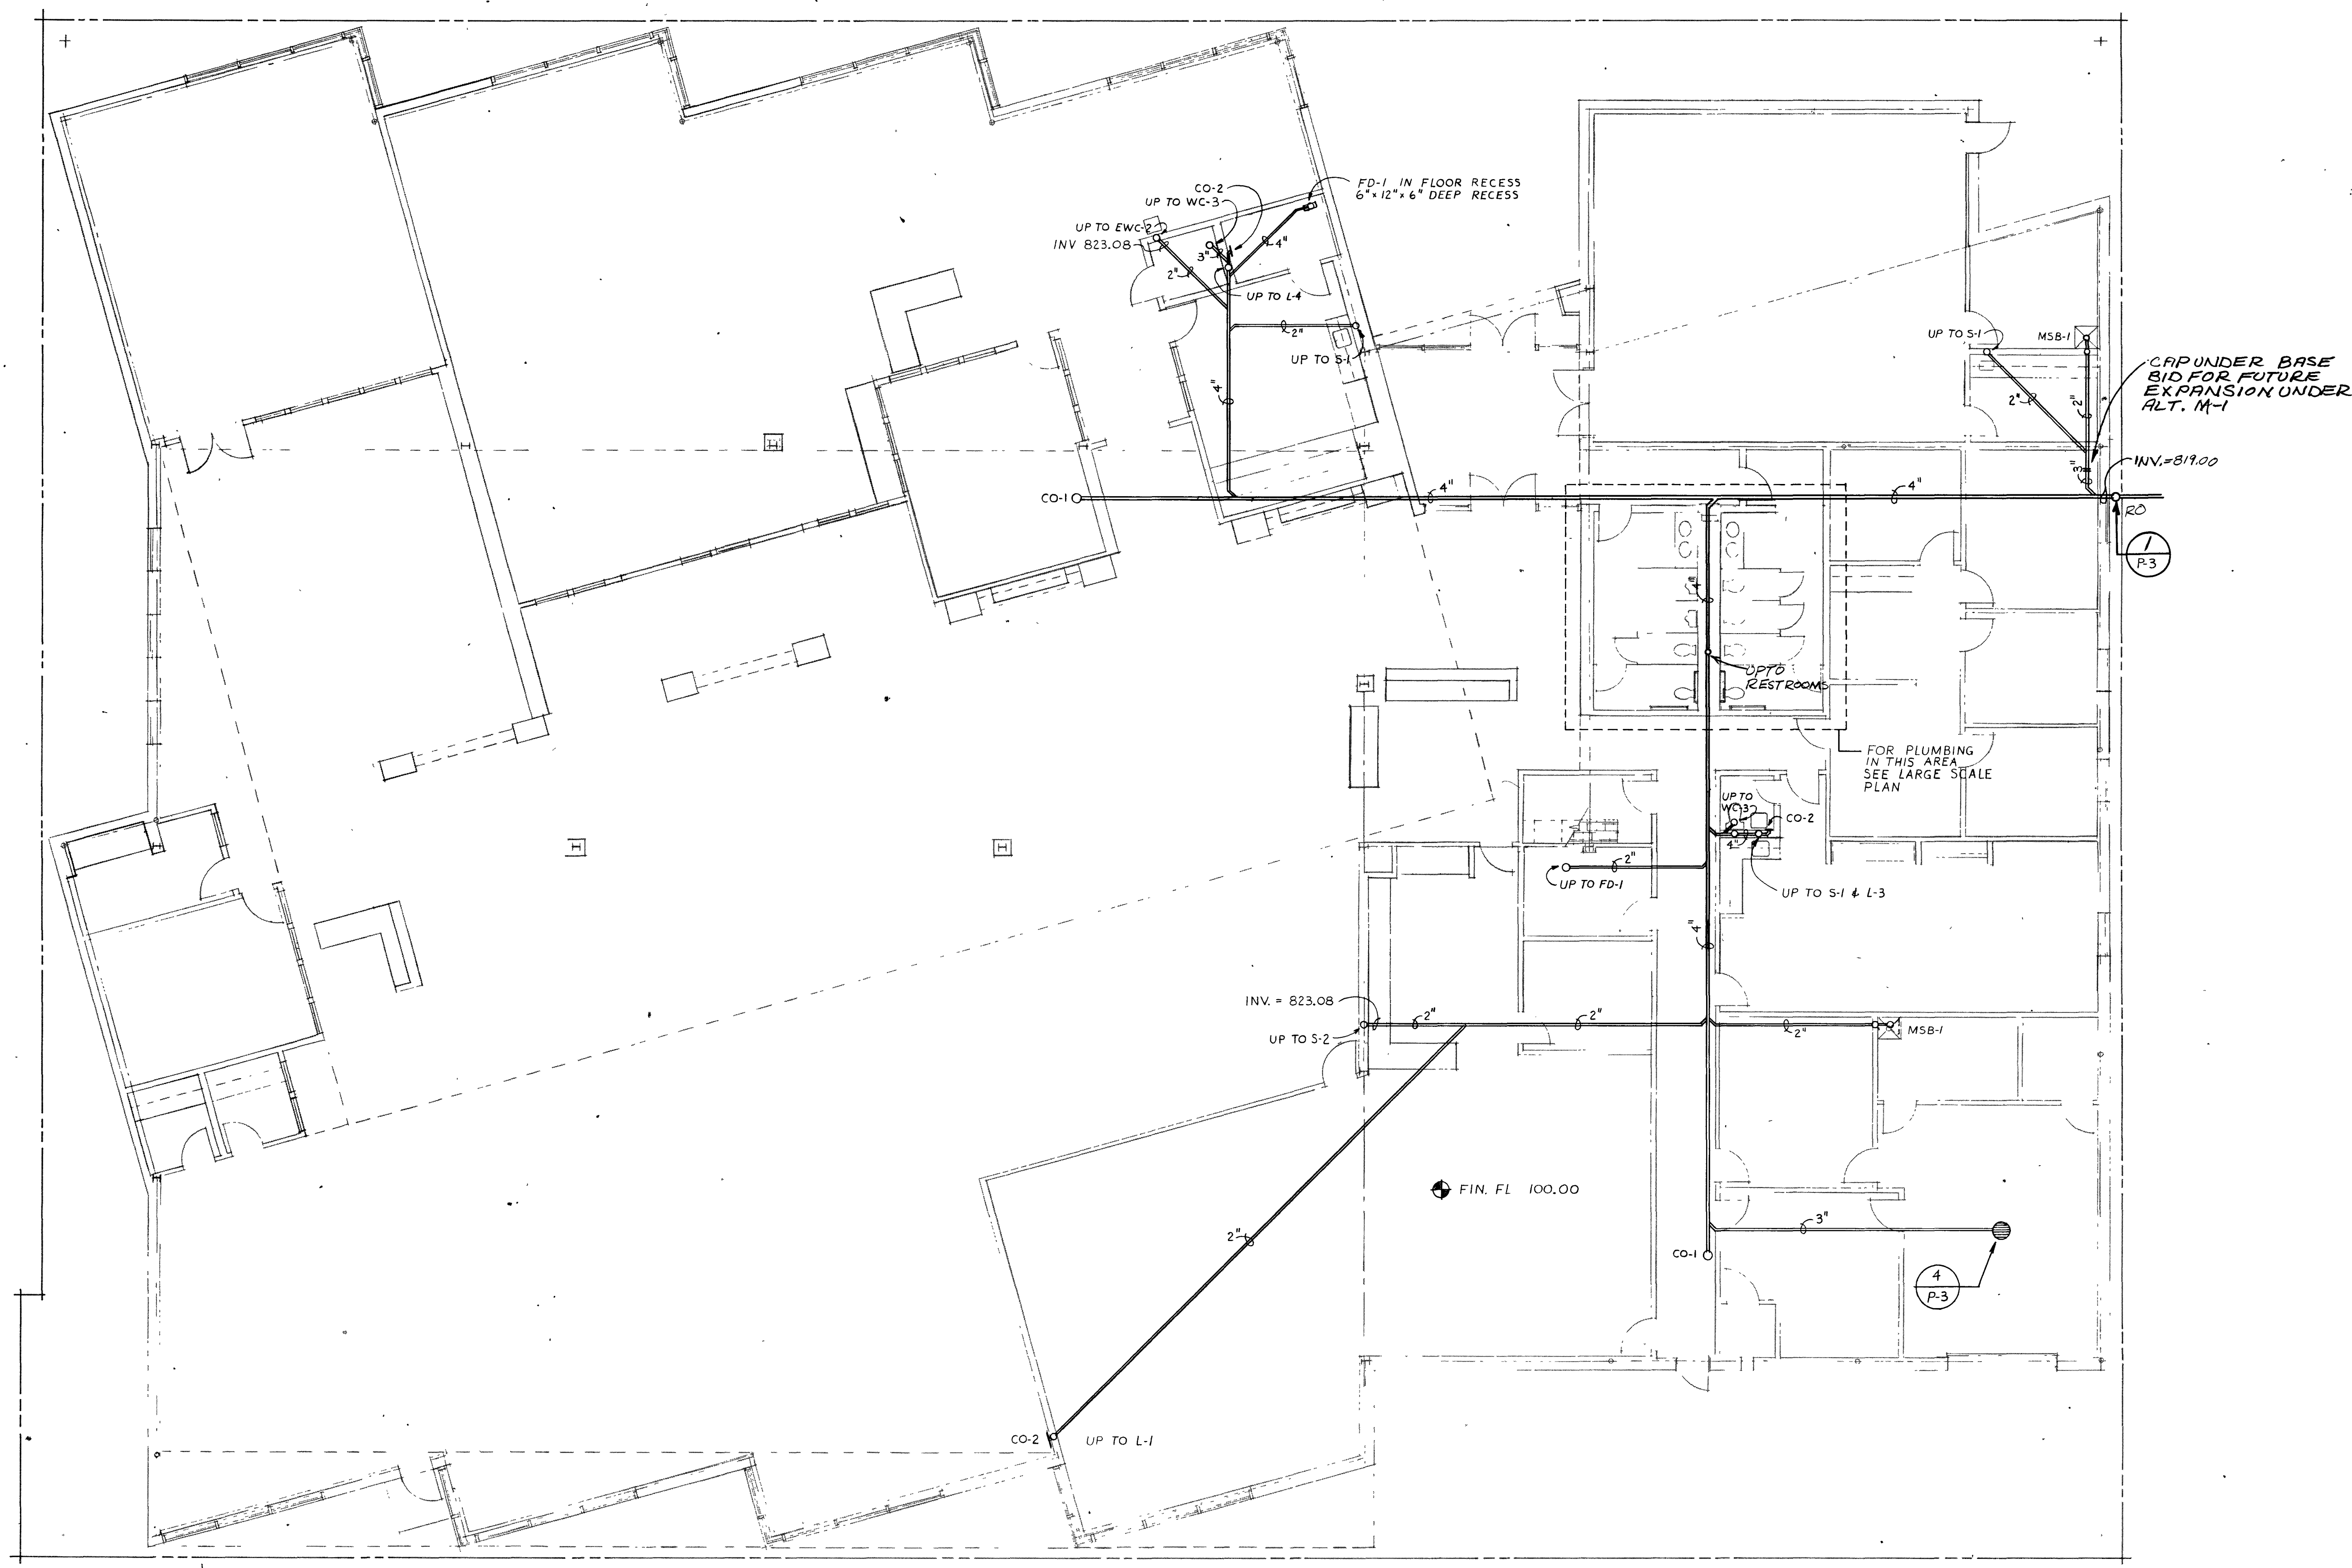 CO-2
UP TO WC-3
FD-1 IN FLOOR RECESS
6"x12"x6" DEEP RECESS
UP TO EWC-2
INV 823.08
3"
4"
2"
UP TO L-4
2"
UP TO S-1
4"
UP TO S-1
MSB-1
CAP UNDER BASE
BID FOR FUTURE
EXPANSION UNDER
ALT. M-1
2"
2"
3"
INV.=819.00
CO-1
4"
4"
RO
1
P-3
4"
UP TO
RESTROOMS
FOR PLUMBING
IN THIS AREA
SEE LARGE SCALE
PLAN
UP TO
WC-3
CO-2
4"
2"
UP TO FD-1
UP TO S-1 & L-3
4"
INV. = 823.08
2"
2"
2"
MSB-1
UP TO S-2
FIN. FL 100.00
2"
3"
CO-1
4
P-3
CO-2
UP TO L-1